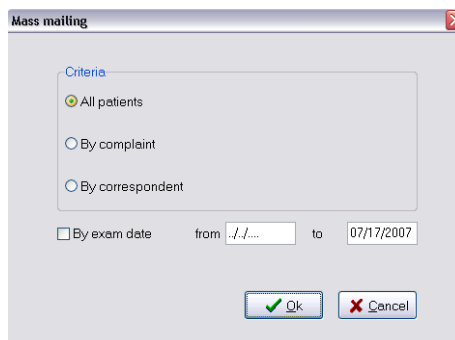 Mass mailing
Criteria
All patients
By complaint
By correspondent
By exam date from ../../.... to 07/17/2007
Ok Cancel